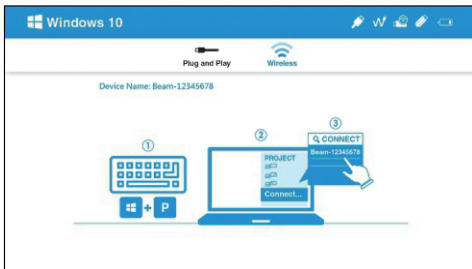 Windows 10
Plug and Play
Wireless
Device Name: Beam-12345678
①
②
③
PROJECT
Connect...
CONNECT
Beam-12345678
+ P